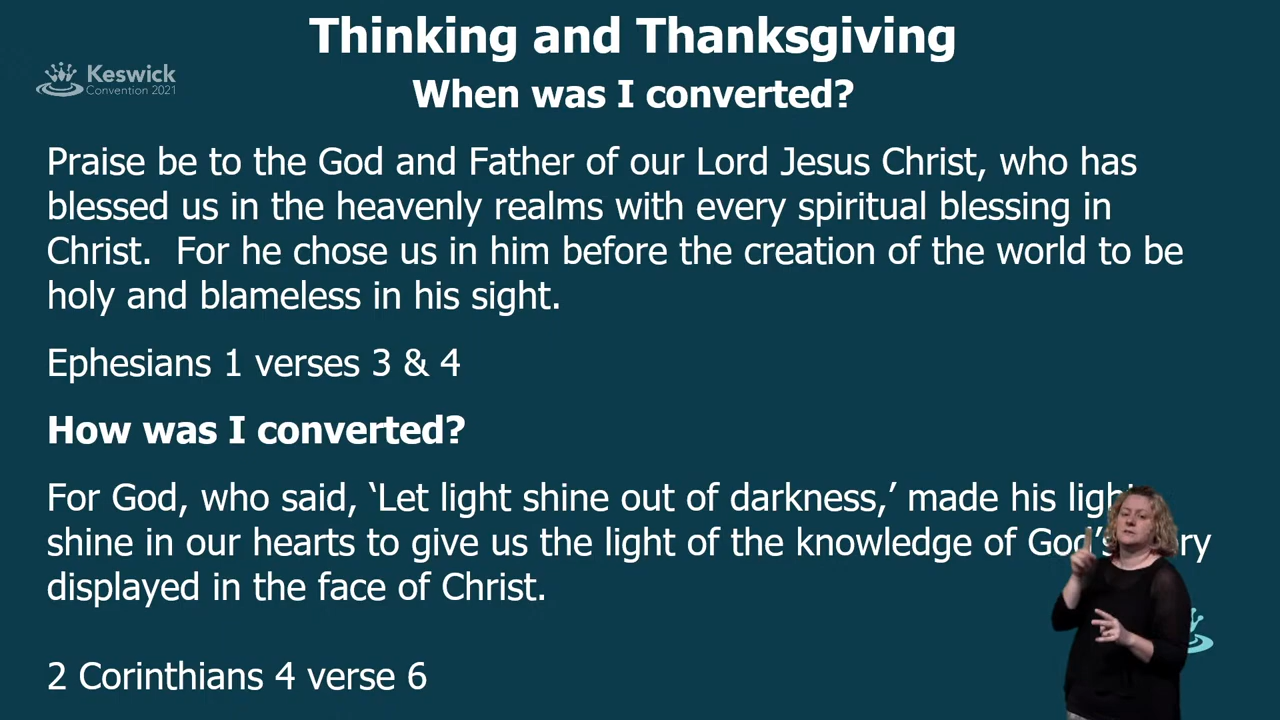 Thinking and Thanksgiving
Keswick
Convention 2021
When was I converted?
Praise be to the God and Father of our Lord Jesus Christ, who has
blessed us in the heavenly realms with every spiritual blessing in
Christ.  For he chose us in him before the creation of the world to be
holy and blameless in his sight.
Ephesians 1 verses 3 & 4
How was I converted?
For God, who said, ‘Let light shine out of darkness,’ made his light
shine in our hearts to give us the light of the knowledge of God’s
displayed in the face of Christ.
2 Corinthians 4 verse 6